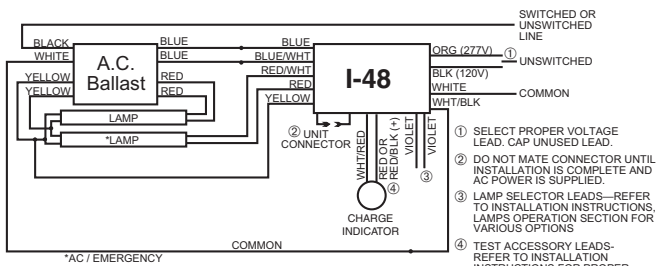 SWITCHED OR
UNSWITCHED
LINE
BLACK
WHITE
YELLOW
YELLOW
A.C.
Ballast
BLUE
BLUE
RED
RED
BLUE
BLUE/WHT
RED/WHT
RED
YELLOW
I-48
ORG (277V)
①
UNSWITCHED
BLK (120V)
WHITE
COMMON
WHT/BLK
LAMP
*LAMP
② UNIT
CONNECTOR
WHT/RED
RED OR
RED/BLK (+)
VIOLET
VIOLET
④
③
CHARGE
INDICATOR
COMMON
*AC / EMERGENCY
① SELECT PROPER VOLTAGE
LEAD. CAP UNUSED LEAD.
② DO NOT MATE CONNECTOR UNTIL
INSTALLATION IS COMPLETE AND
AC POWER IS SUPPLIED.
③ LAMP SELECTOR LEADS—REFER
TO INSTALLATION INSTRUCTIONS,
LAMPS OPERATION SECTION FOR
VARIOUS OPTIONS
④ TEST ACCESSORY LEADS-
REFER TO INSTALLATION
INSTRUCTIONS FOR PROPER